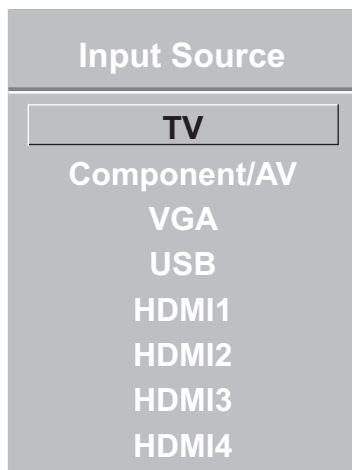 Input Source
TV
Component/AV
VGA
USB
HDMI1
HDMI2
HDMI3
HDMI4